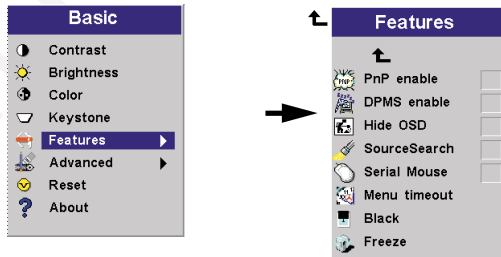 Basic
Contrast
Brightness
Color
Keystone
Features
Advanced
Reset
About
Features
PnP enable
DPMS enable
Hide OSD
SourceSearch
Serial Mouse
Menu timeout
Black
Freeze